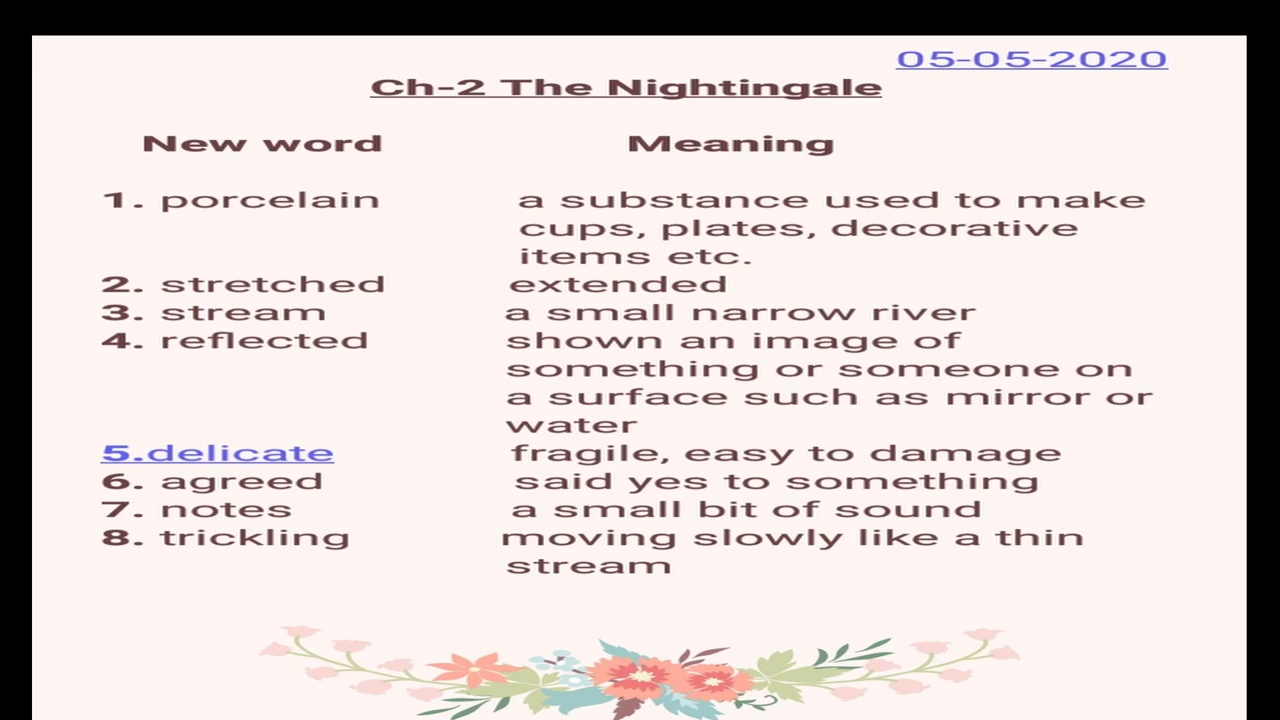 05-05-2020
Ch-2 The Nightingale
New word Meaning
1. porcelain a substance used to make
cups, plates, decorative
items etc.
2. stretched extended
3. stream a small narrow river
4. reflected shown an image of
something or someone on
a surface such as mirror or
water
5.delicate fragile, easy to damage
6. agreed said yes to something
7. notes a small bit of sound
8. trickling moving slowly like a thin
stream